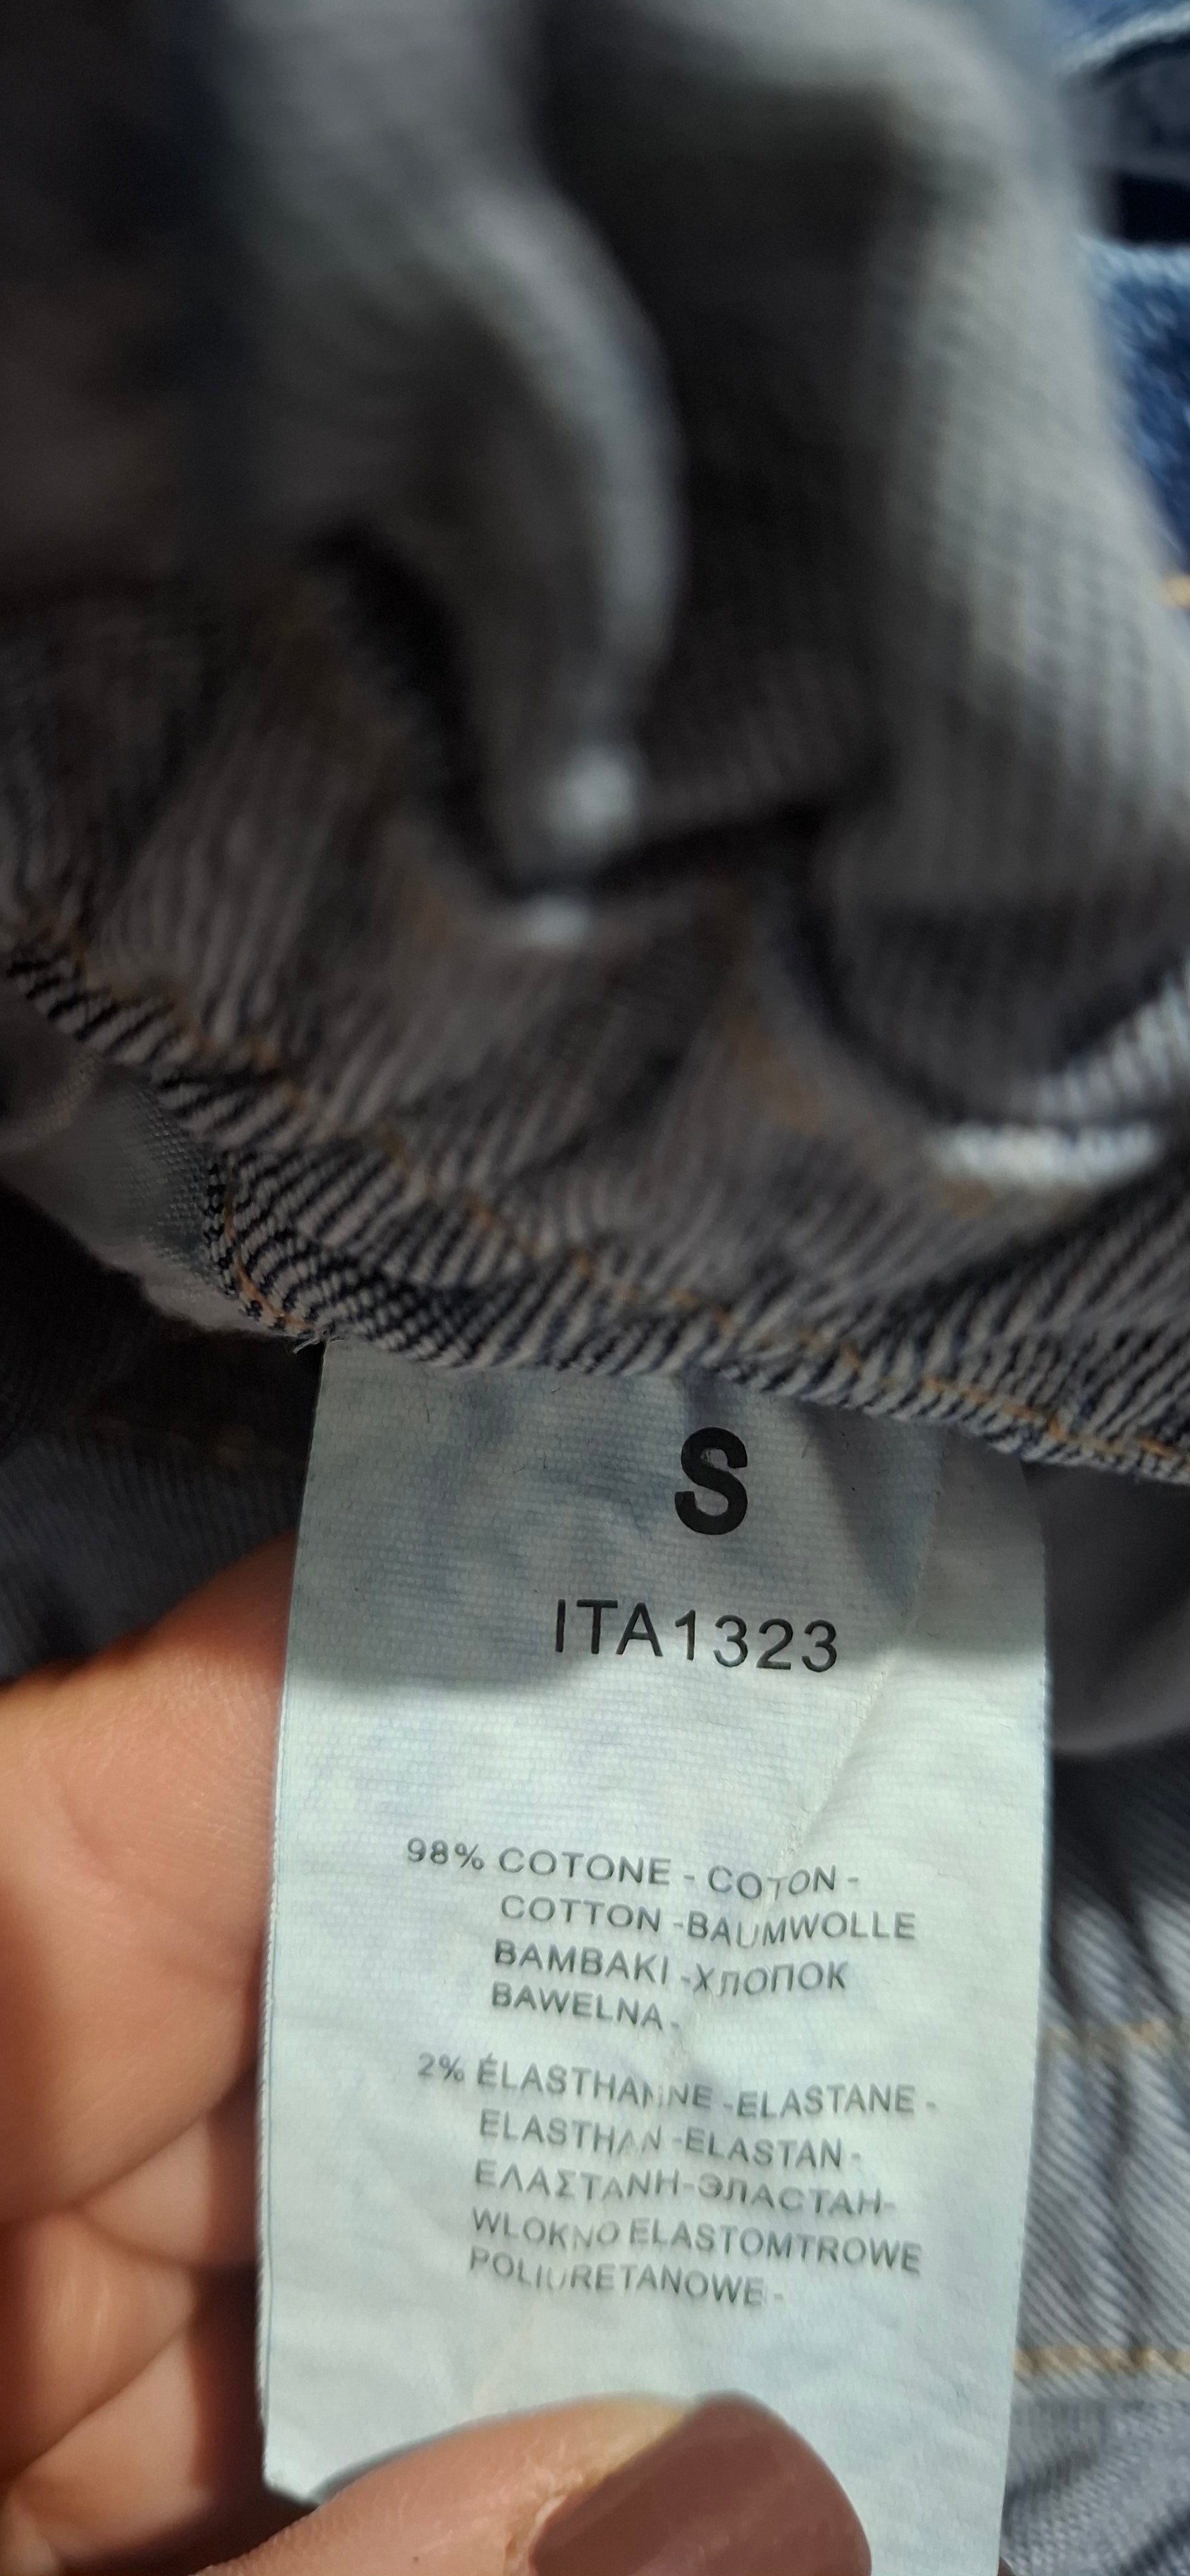 S
ITA1323
98% COTONE - COTON -
COTTON -BAUMWOLLE
BAMBAKI -ХЛОПОК
BAWELNA -
2% ÉLASTHANNE -ELASTANE -
ELASTHAN -ELASTAN -
ΕΛΑΣΤΑΝΗ-ЭЛАСТАН-
WLOKNO ELASTOMTROWE
POLIURETANOWE -